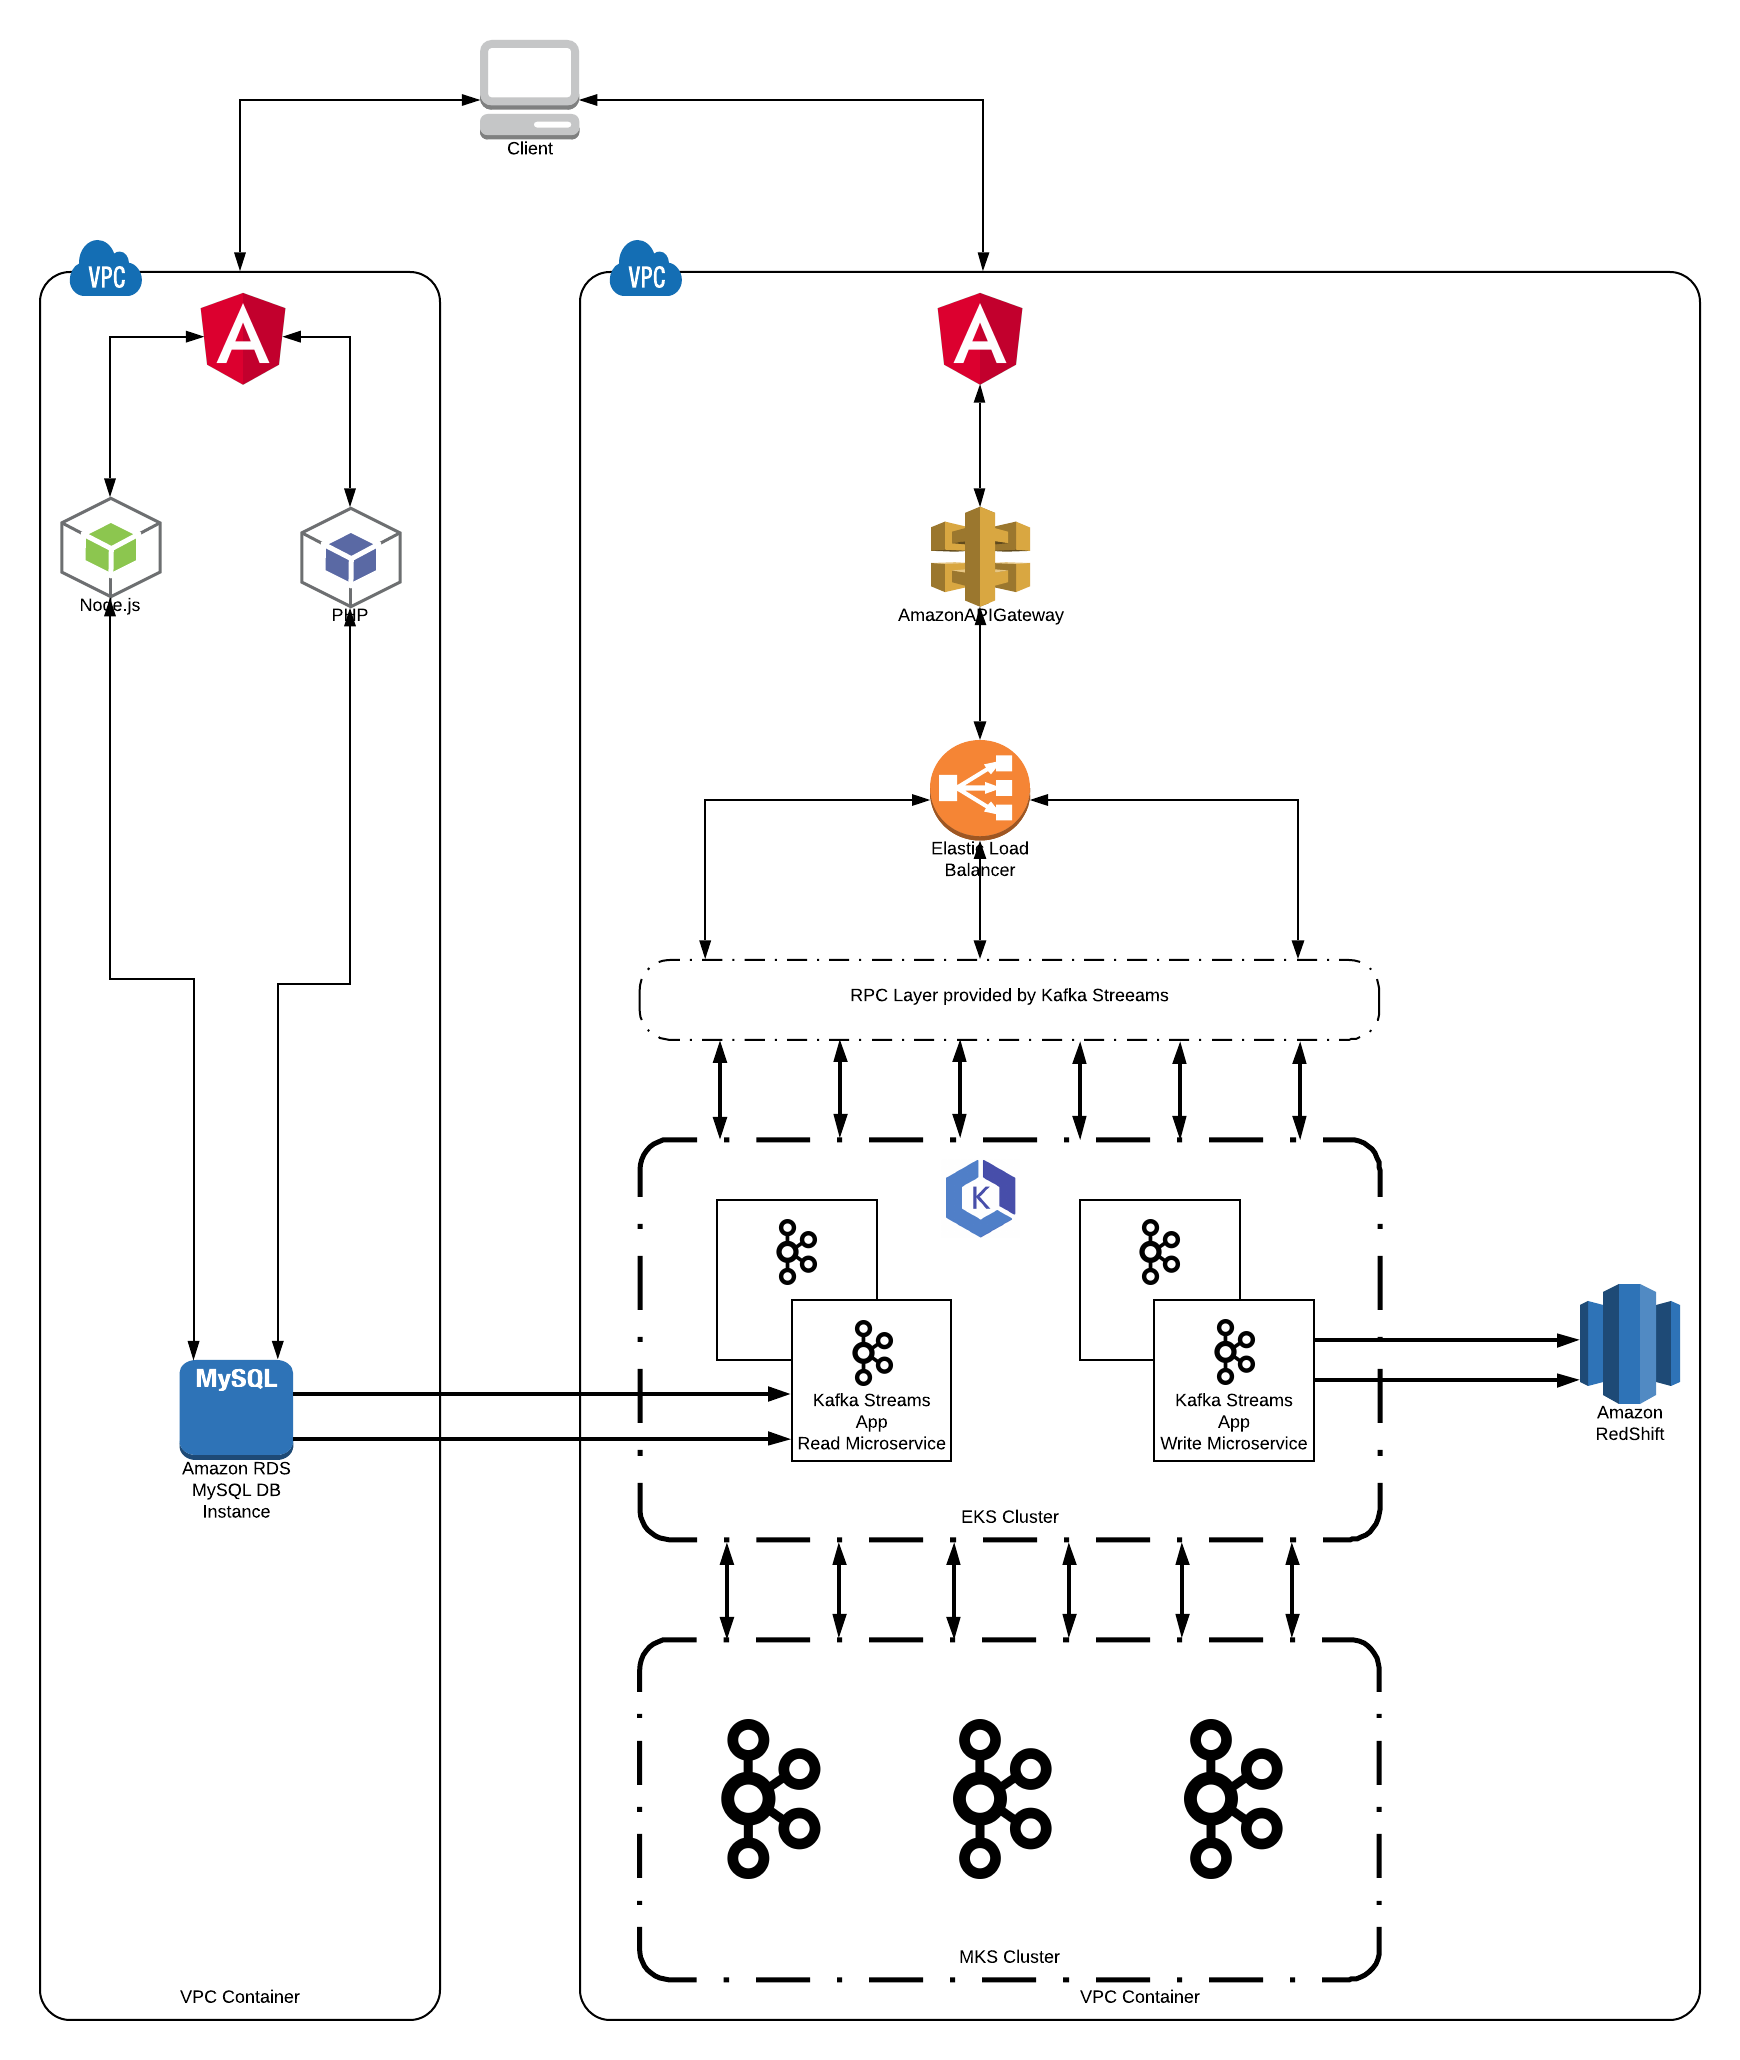 Client
VPC
VPC
Node.js
PHP
AmazonAPIGateway
Elastic Load
Balancer
RPC Layer provided by Kafka Streeams
K
MySQL
Amazon RDS
MySQL DB
Instance
Kafka Streams
App
Read Microservice
Kafka Streams
App
Write Microservice
Amazon
RedShift
EKS Cluster
MKS Cluster
VPC Container
VPC Container